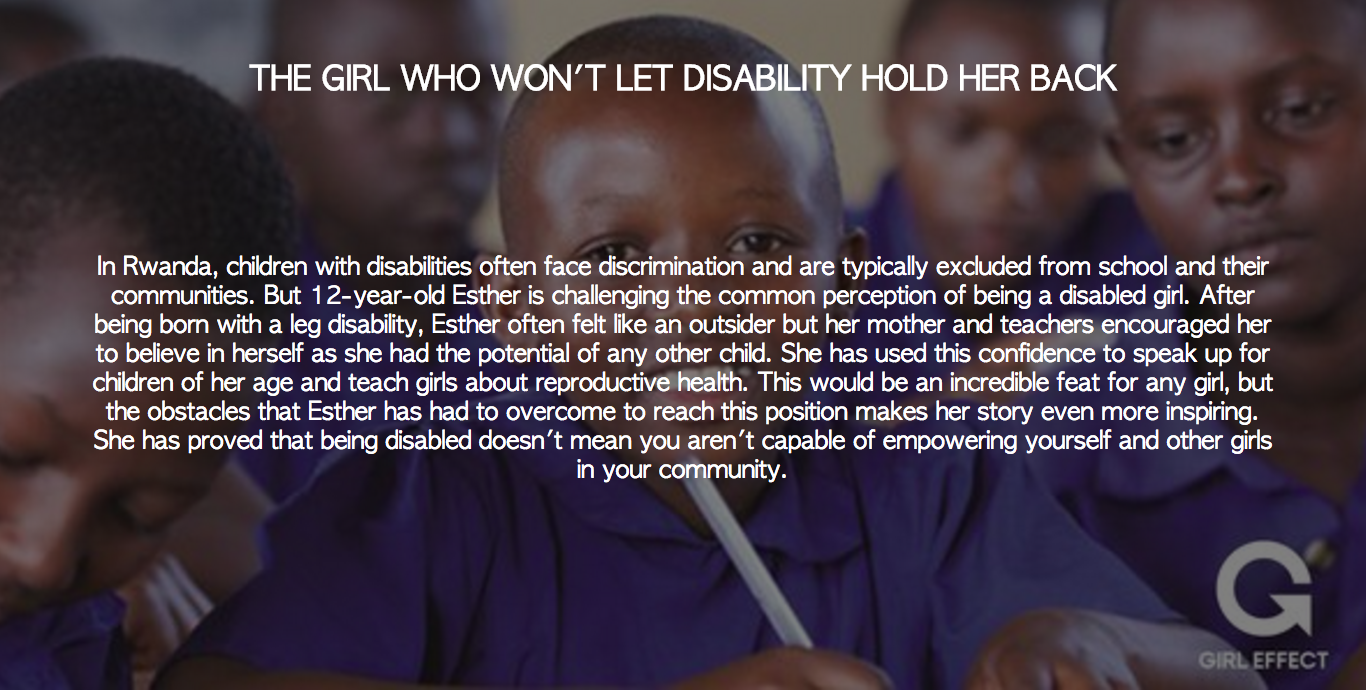 THE GIRL WHO WON'T LET DISABILITY HOLD HER BACK
In Rwanda, children with disabilities often face discrimination and are typically excluded from school and their
communities. But 12-year-old Esther is challenging the common perception of being a disabled girl. After
being born with a leg disability, Esther often felt like an outsider but her mother and teachers encouraged her
to believe in herself as she had the potential of any other child. She has used this confidence to speak up for
children of her age and teach girls about reproductive health. This would be an incredible feat for any girl, but
the obstacles that Esther has had to overcome to reach this position makes her story even more inspiring.
She has proved that being disabled doesn't mean you aren't capable of empowering yourself and other girls
in your community.
GIRL EFFECT